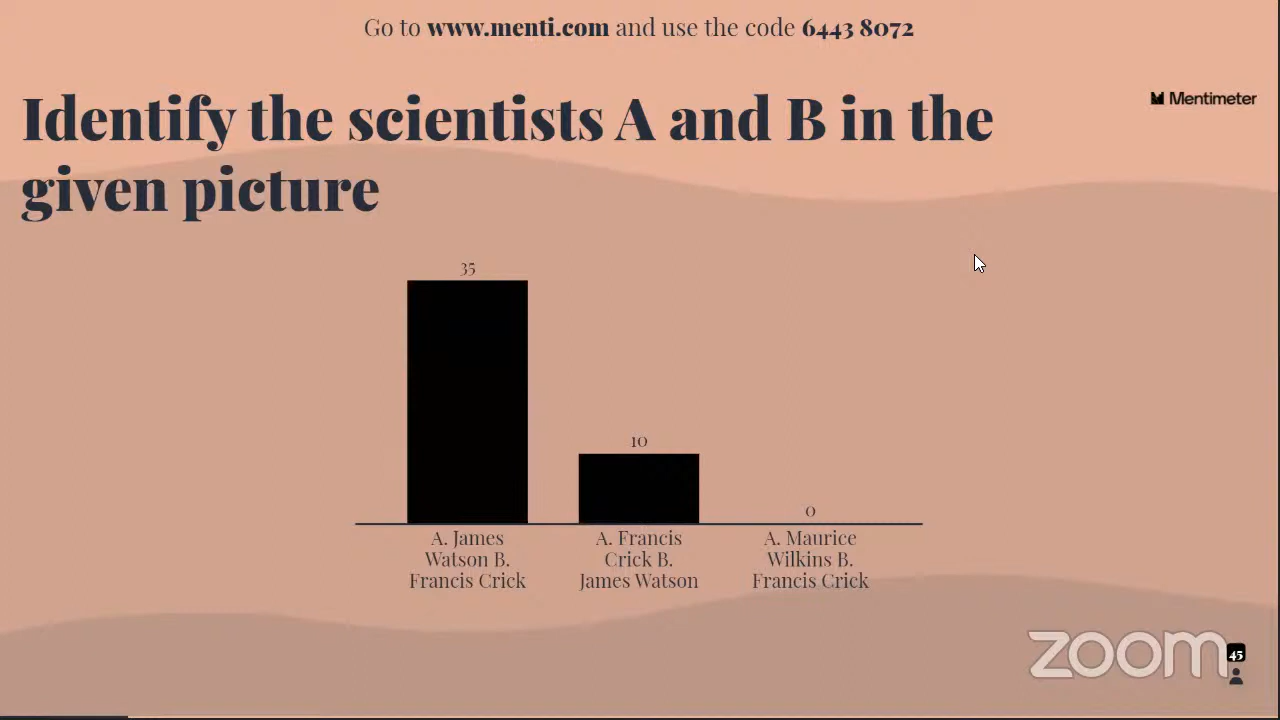 Go to www.menti.com and use the code 6443 8072
Mentimeter
Identify the scientists A and B in the
given picture
35
10
0
A. James
Watson B.
Francis Crick
A. Francis
Crick B.
James Watson
A. Maurice
Wilkins B.
Francis Crick
zoom
45